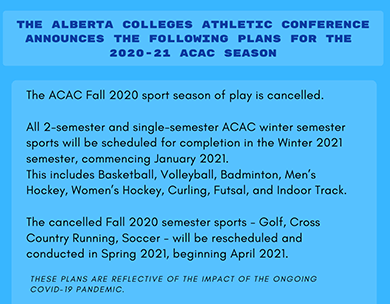 THE ALBERTA COLLEGES ATHLETIC CONFERENCE
ANNOUNCES THE FOLLOWING PLANS FOR THE
2020-21 ACAC SEASON
The ACAC Fall 2020 sport season of play is cancelled.
All 2-semester and single-semester ACAC winter semester
sports will be scheduled for completion in the Winter 2021
semester, commencing January 2021.
This includes Basketball, Volleyball, Badminton, Men's
Hockey, Women's Hockey, Curling, Futsal, and Indoor Track.
The cancelled Fall 2020 semester sports - Golf, Cross
Country Running, Soccer - will be rescheduled and
conducted in Spring 2021, beginning April 2021.
THESE PLANS ARE REFLECTIVE OF THE IMPACT OF THE ONGOING
COVID-19 PANDEMIC.